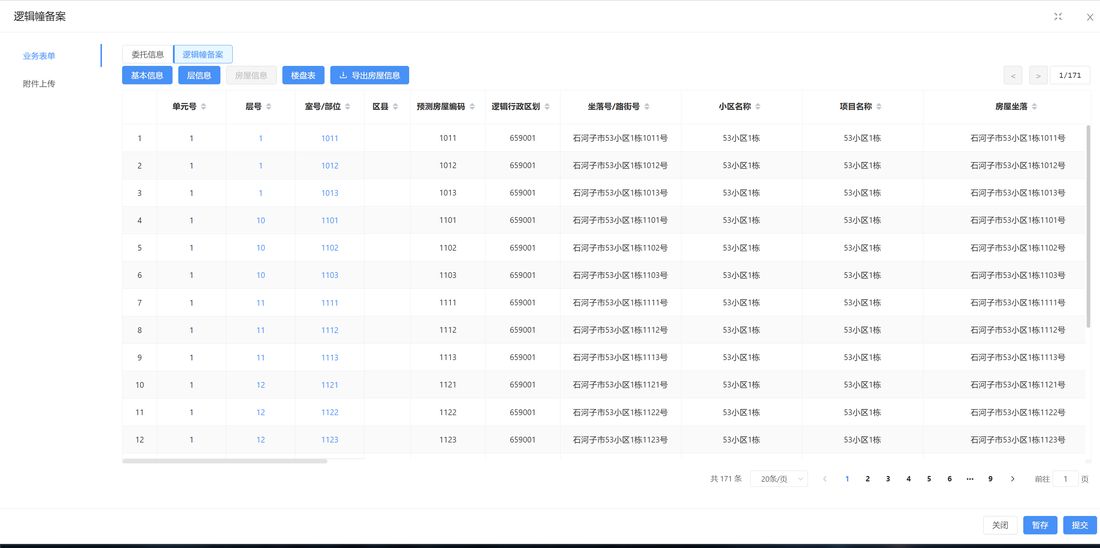 逻辑幢备案
业务表单
附件上传
委托信息 逻辑幢备案
基本信息 层信息 房屋信息 楼盘表 导出房屋信息 < > 1/171
单元号 层号 室号/部位 区县 预测房屋编码 逻辑行政区划 坐落号/路街号 小区名称 项目名称 房屋坐落
1 1 1 1011 1011 659001 石河子市53小区1栋1011号 53小区1栋 53小区1栋 石河子市53小区1栋1011号
2 1 1 1012 1012 659001 石河子市53小区1栋1012号 53小区1栋 53小区1栋 石河子市53小区1栋1012号
3 1 1 1013 1013 659001 石河子市53小区1栋1013号 53小区1栋 53小区1栋 石河子市53小区1栋1013号
4 1 10 1101 1101 659001 石河子市53小区1栋1101号 53小区1栋 53小区1栋 石河子市53小区1栋1101号
5 1 10 1102 1102 659001 石河子市53小区1栋1102号 53小区1栋 53小区1栋 石河子市53小区1栋1102号
6 1 10 1103 1103 659001 石河子市53小区1栋1103号 53小区1栋 53小区1栋 石河子市53小区1栋1103号
7 1 11 1111 1111 659001 石河子市53小区1栋1111号 53小区1栋 53小区1栋 石河子市53小区1栋1111号
8 1 11 1112 1112 659001 石河子市53小区1栋1112号 53小区1栋 53小区1栋 石河子市53小区1栋1112号
9 1 11 1113 1113 659001 石河子市53小区1栋1113号 53小区1栋 53小区1栋 石河子市53小区1栋1113号
10 1 12 1121 1121 659001 石河子市53小区1栋1121号 53小区1栋 53小区1栋 石河子市53小区1栋1121号
11 1 12 1122 1122 659001 石河子市53小区1栋1122号 53小区1栋 53小区1栋 石河子市53小区1栋1122号
12 1 12 1123 1123 659001 石河子市53小区1栋1123号 53小区1栋 53小区1栋 石河子市53小区1栋1123号
共 171 条 20条/页 1 2 3 4 5 6 ••• 9 前往 1 页
关闭 暂存 提交